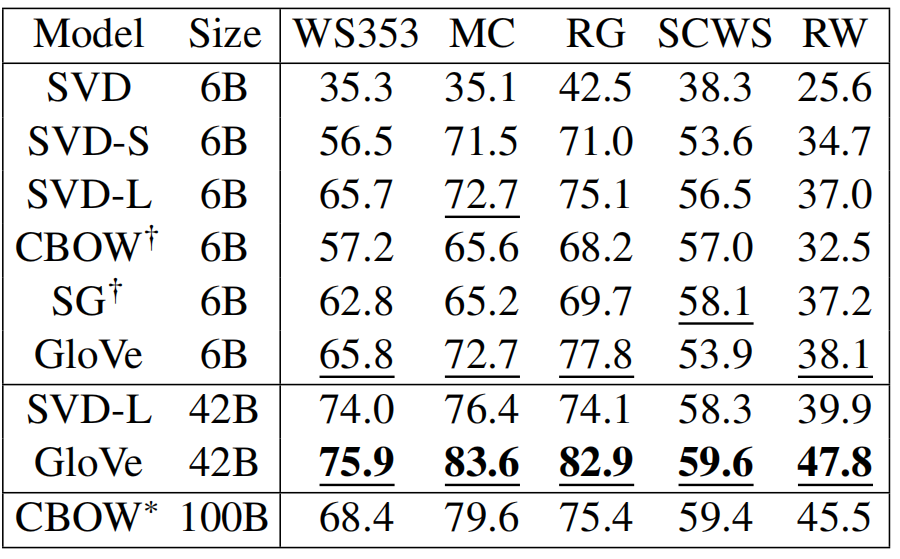 Model Size WS353 MC RG SCWS RW
SVD 6B 35.3 35.1 42.5 38.3 25.6
SVD-S 6B 56.5 71.5 71.0 53.6 34.7
SVD-L 6B 65.7 72.7 75.1 56.5 37.0
CBOW† 6B 57.2 65.6 68.2 57.0 32.5
SG† 6B 62.8 65.2 69.7 58.1 37.2
GloVe 6B 65.8 72.7 77.8 53.9 38.1
SVD-L 42B 74.0 76.4 74.1 58.3 39.9
GloVe 42B 75.9 83.6 82.9 59.6 47.8
CBOW* 100B 68.4 79.6 75.4 59.4 45.5